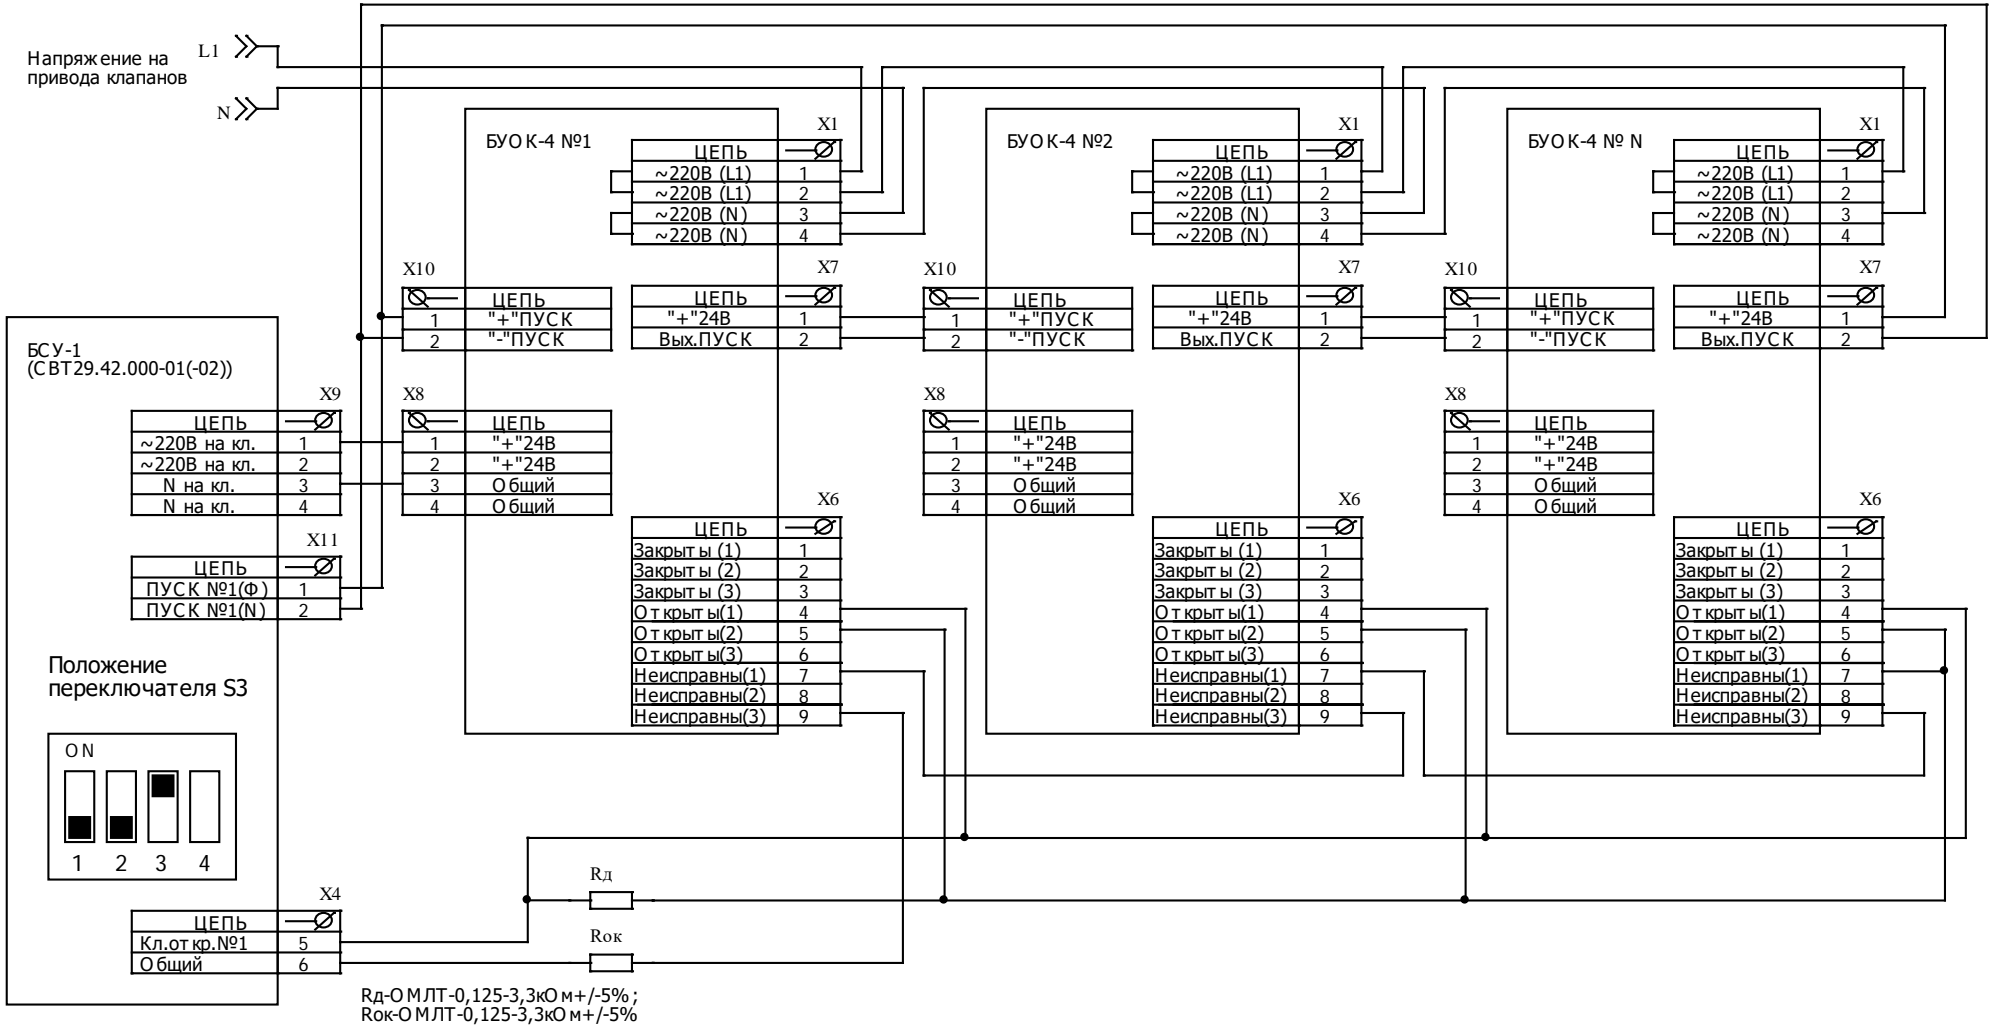 Напряжение на
привода клапанов
L1
N
БУОК-4 №1
X1
ЦЕПЬ
~220В (L1) 1
~220В (L1) 2
~220В (N) 3
~220В (N) 4
X10
ЦЕПЬ
1 "+"ПУСК
2 "-"ПУСК
X7
ЦЕПЬ
"+"24В 1
Вых.ПУСК 2
X8
ЦЕПЬ
1 "+"24В
2 "+"24В
3 Общий
4 Общий
X6
ЦЕПЬ
Закрыты (1) 1
Закрыты (2) 2
Закрыты (3) 3
Открыты(1) 4
Открыты(2) 5
Открыты(3) 6
Неисправны(1) 7
Неисправны(2) 8
Неисправны(3) 9
БУОК-4 №2
X1
ЦЕПЬ
~220В (L1) 1
~220В (L1) 2
~220В (N) 3
~220В (N) 4
X10
ЦЕПЬ
1 "+"ПУСК
2 "-"ПУСК
X7
ЦЕПЬ
"+"24В 1
Вых.ПУСК 2
X8
ЦЕПЬ
1 "+"24В
2 "+"24В
3 Общий
4 Общий
X6
ЦЕПЬ
Закрыты (1) 1
Закрыты (2) 2
Закрыты (3) 3
Открыты(1) 4
Открыты(2) 5
Открыты(3) 6
Неисправны(1) 7
Неисправны(2) 8
Неисправны(3) 9
БУОК-4 № N
X1
ЦЕПЬ
~220В (L1) 1
~220В (L1) 2
~220В (N) 3
~220В (N) 4
X10
ЦЕПЬ
1 "+"ПУСК
2 "-"ПУСК
X7
ЦЕПЬ
"+"24В 1
Вых.ПУСК 2
X8
ЦЕПЬ
1 "+"24В
2 "+"24В
3 Общий
4 Общий
X6
ЦЕПЬ
Закрыты (1) 1
Закрыты (2) 2
Закрыты (3) 3
Открыты(1) 4
Открыты(2) 5
Открыты(3) 6
Неисправны(1) 7
Неисправны(2) 8
Неисправны(3) 9
БСУ-1
(СВТ29.42.000-01(-02))
X9
ЦЕПЬ
~220В на кл. 1
~220В на кл. 2
N на кл. 3
N на кл. 4
X11
ЦЕПЬ
ПУСК №1(Ф) 1
ПУСК №1(N) 2
Положение
переключателя S3
ON
1 2 3 4
X4
ЦЕПЬ
Кл.откр.№1 5
Общий 6
Rд
Rок
Rд-ОМЛТ-0,125-3,3кОм+/-5%;
Rок-ОМЛТ-0,125-3,3кОм+/-5%